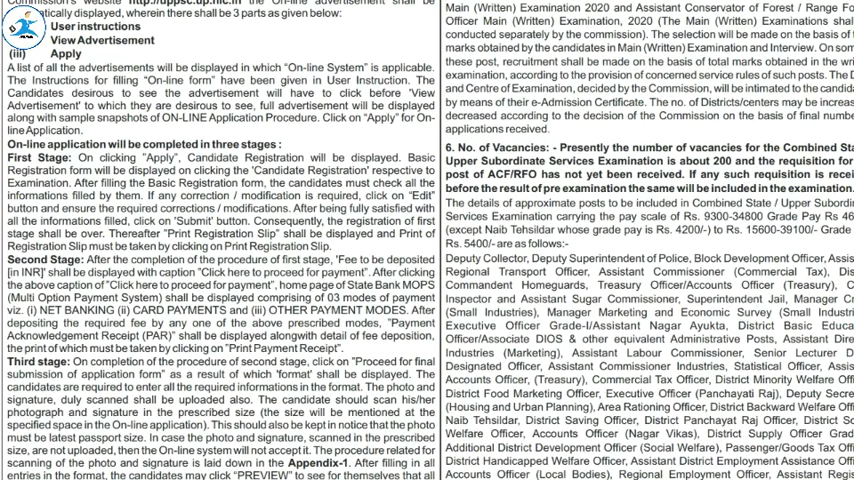 Commission's website http://uppsc.up.nic.in the On-line advertisement shall be
automatically displayed, wherein there shall be 3 parts as given below:
User instructions
View Advertisement
(iii) Apply
A list of all the advertisements will be displayed in which "On-line System" is applicable.
The Instructions for filling "On-line form" have been given in User Instruction. The
Candidates desirous to see the advertisement will have to click before 'View
Advertisement' to which they are desirous to see, full advertisement will be displayed
along with sample snapshots of ON-LINE Application Procedure. Click on "Apply" for On-
line Application.
On-line application will be completed in three stages :
First Stage: On clicking "Apply", Candidate Registration will be displayed. Basic
Registration form will be displayed on clicking the 'Candidate Registration' respective to
Examination. After filling the Basic Registration form, the candidates must check all the
informations filled by them. If any correction / modification is required, click on "Edit"
button and ensure the required corrections / modifications. After being fully satisfied with
all the informations filled, click on 'Submit' button. Consequently, the registration of first
stage shall be over. Thereafter "Print Registration Slip" shall be displayed and Print of
Registration Slip must be taken by clicking on Print Registration Slip.
Second Stage: After the completion of the procedure of first stage, 'Fee to be deposited
[in INR]' shall be displayed with caption "Click here to proceed for payment". After clicking
the above caption of "Click here to proceed for payment", home page of State Bank MOPS
(Multi Option Payment System) shall be displayed comprising of 03 modes of payment
viz. (i) NET BANKING (ii) CARD PAYMENTS and (iii) OTHER PAYMENT MODES. After
depositing the required fee by any one of the above prescribed modes, "Payment
Acknowledgement Receipt (PAR)" shall be displayed alongwith detail of fee deposition,
the print of which must be taken by clicking on "Print Payment Receipt".
Third stage: On completion of the procedure of second stage, click on "Proceed for final
submission of application form" as a result of which 'format' shall be displayed. The
candidates are required to enter all the required informations in the format. The photo and
signature, duly scanned shall be uploaded also. The candidate should scan his/her
photograph and signature in the prescribed size (the size will be mentioned at the
specified space in the On-line application). This should also be kept in notice that the photo
must be latest passport size. In case the photo and signature, scanned in the prescribed
size, are not uploaded, then the On-line system will not accept it. The procedure related for
scanning of the photo and signature is laid down in the Appendix-1. After filling in all
entries in the format, the candidates may click "PREVIEW" to see for themselves that all
Main (Written) Examination 2020 and Assistant Conservator of Forest / Range Fo
Officer Main (Written) Examination, 2020 (The Main (Written) Examinations shall
conducted separately by the commission). The selection will be made on the basis of t
marks obtained by the candidates in Main (Written) Examination and Interview. On som
these post, recruitment shall be made on the basis of total marks obtained in the wri
examination, according to the provision of concerned service rules of such posts. The D
and Centre of Examination, decided by the Commission, will be intimated to the candida
by means of their e-Admission Certificate. The no. of Districts/centers may be increas
decreased according to the decision of the Commission on the basis of final numbe
applications received.
6. No. of Vacancies: - Presently the number of vacancies for the Combined Sta
Upper Subordinate Services Examination is about 200 and the requisition for
post of ACF/RFO has not yet been received. If any such requisition is recei
before the result of pre examination the same will be included in the examination.
The details of approximate posts to be included in Combined State / Upper Subordin
Services Examination carrying the pay scale of Rs. 9300-34800 Grade Pay Rs 46
(except Naib Tehsildar whose grade pay is Rs. 4200/-) to Rs. 15600-39100/- Grade
Rs. 5400/- are as follows:-
Deputy Collector, Deputy Superintendent of Police, Block Development Officer, Assis
Regional Transport Officer, Assistant Commissioner (Commercial Tax), Dis
Commandent Homeguards, Treasury Officer/Accounts Officer (Treasury), C
Inspector and Assistant Sugar Commissioner, Superintendent Jail, Manager Cr
(Small Industries), Manager Marketing and Economic Survey (Small Industri
Executive Officer Grade-I/Assistant Nagar Ayukta, District Basic Educa
Officer/Associate DIOS & other equivalent Administrative Posts, Assistant Dire
Industries (Marketing), Assistant Labour Commissioner, Senior Lecturer D
Designated Officer, Assistant Commissioner Industries, Statistical Officer, Assis
Accounts Officer, (Treasury), Commercial Tax Officer, District Minority Welfare Offi
District Food Marketing Officer, Executive Officer (Panchayati Raj), Deputy Secre
(Housing and Urban Planning), Area Rationing Officer, District Backward Welfare Offi
Naib Tehsildar, District Saving Officer, District Panchayat Raj Officer, District So
Welfare Officer, Accounts Officer (Nagar Vikas), District Supply Officer Grad
Additional District Development Officer (Social Welfare), Passenger/Goods Tax Offi
District Handicapped Welfare Officer, Assistant District Employment Assistance Offi
Accounts Officer (Local Bodies), Regional Employment Officer, Assistant Regis